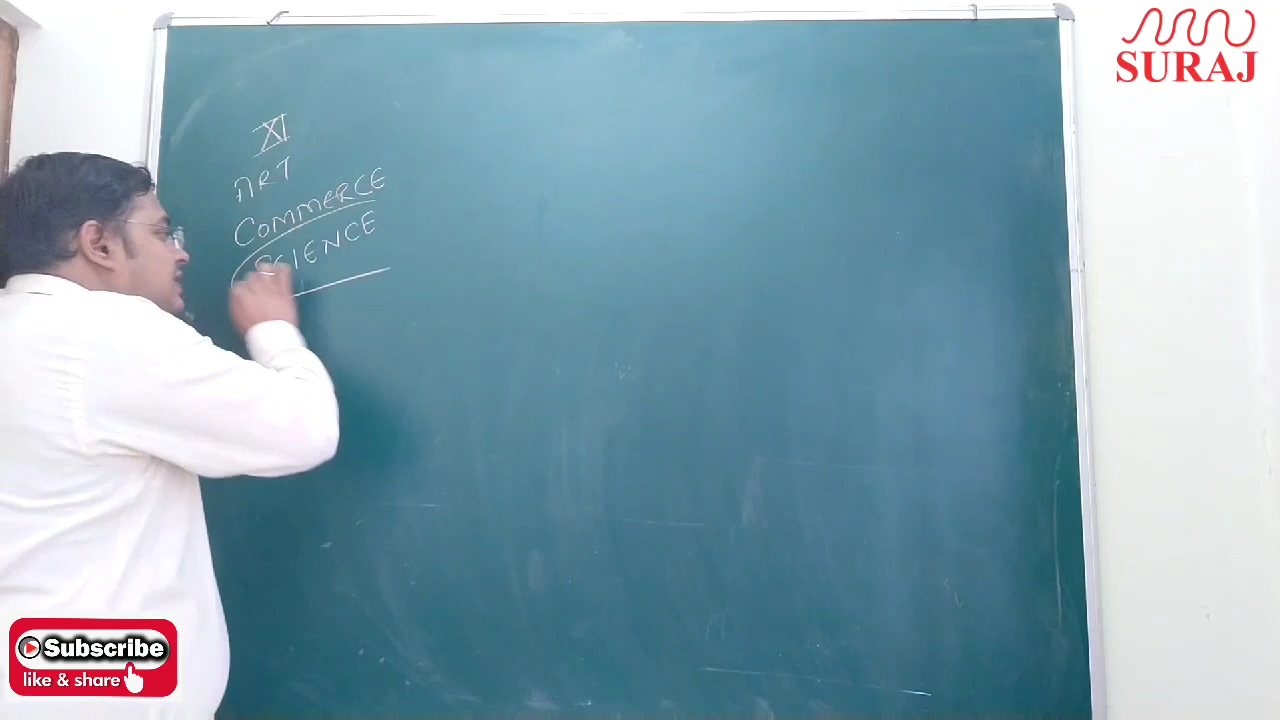 XI
ART
COMMERCE
SCIENCE
SURAJ
Subscribe
like & share